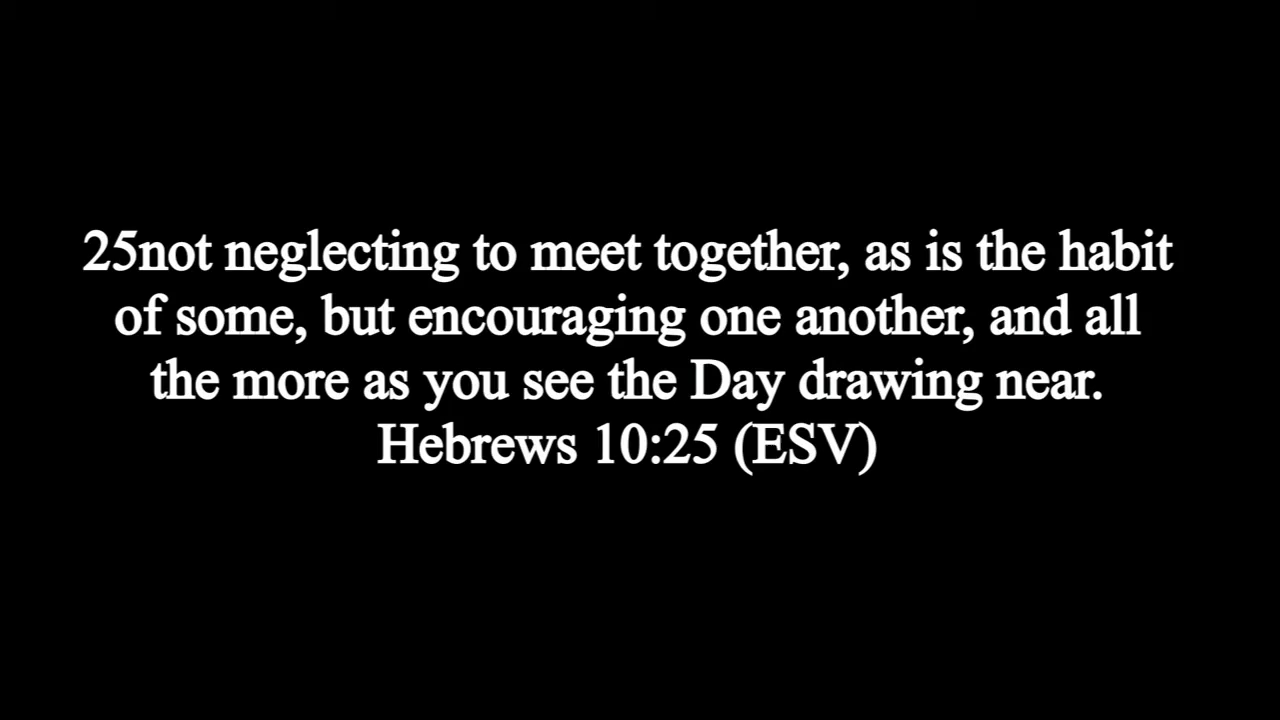 25not neglecting to meet together, as is the habit
of some, but encouraging one another, and all
the more as you see the Day drawing near.
Hebrews 10:25 (ESV)